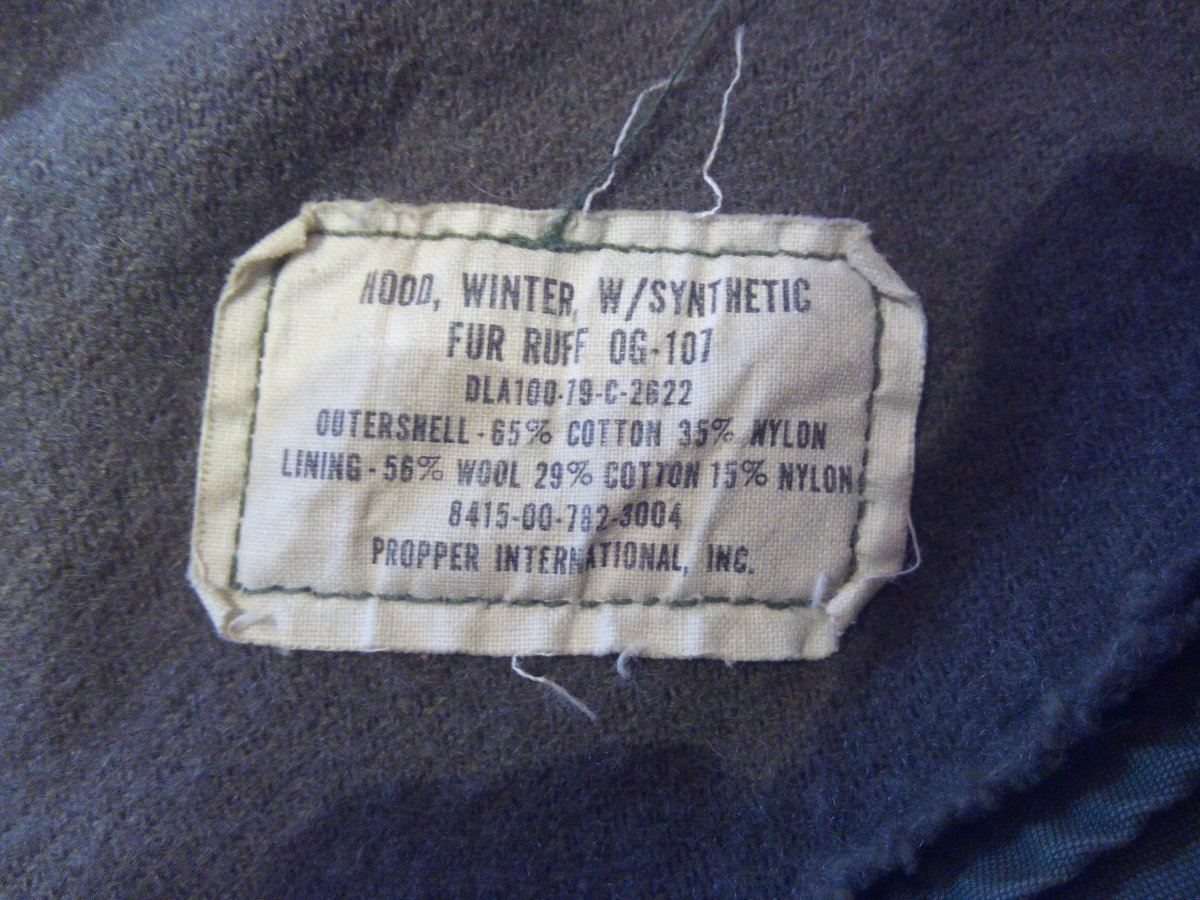 HOOD, WINTER, W/SYNTHETIC
FUR RUFF OG-107
DLA100-79-C-2622
OUTERSHELL-65% COTTON 35% NYLON
LINING-56% WOOL 29% COTTON 15% NYLON
8415-00-782-3004
PROPPER INTERNATIONAL, INC.